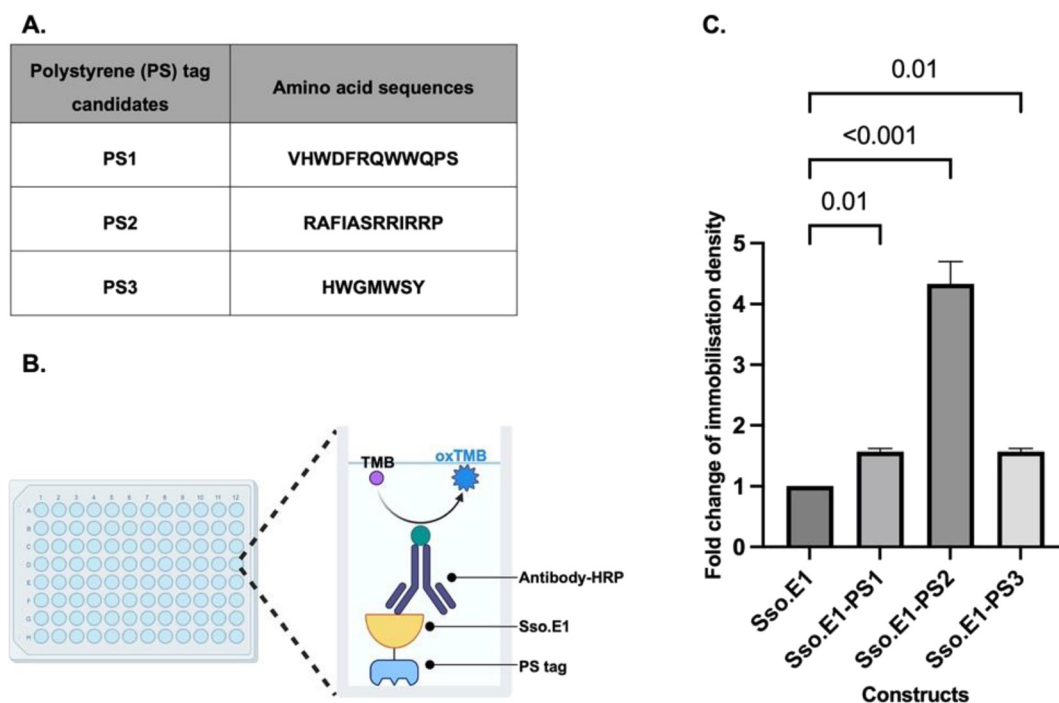 A.
Polystyrene (PS) tag
candidates
Amino acid sequences
PS1
VHWDFRQWWQPS
PS2
RAFIASRRIRRP
PS3
HWGMWSY
B.
1 2 3 4 5 6 7 8 9 10 11 12
A
B
C
D
E
F
G
H
TMB
oxTMB
Antibody-HRP
Sso.E1
PS tag
C.
0.01
<0.001
0.01
Fold change of immobilisation density
5
4
3
2
1
0
Sso.E1
Sso.E1-PS1
Sso.E1-PS2
Sso.E1-PS3
Constructs